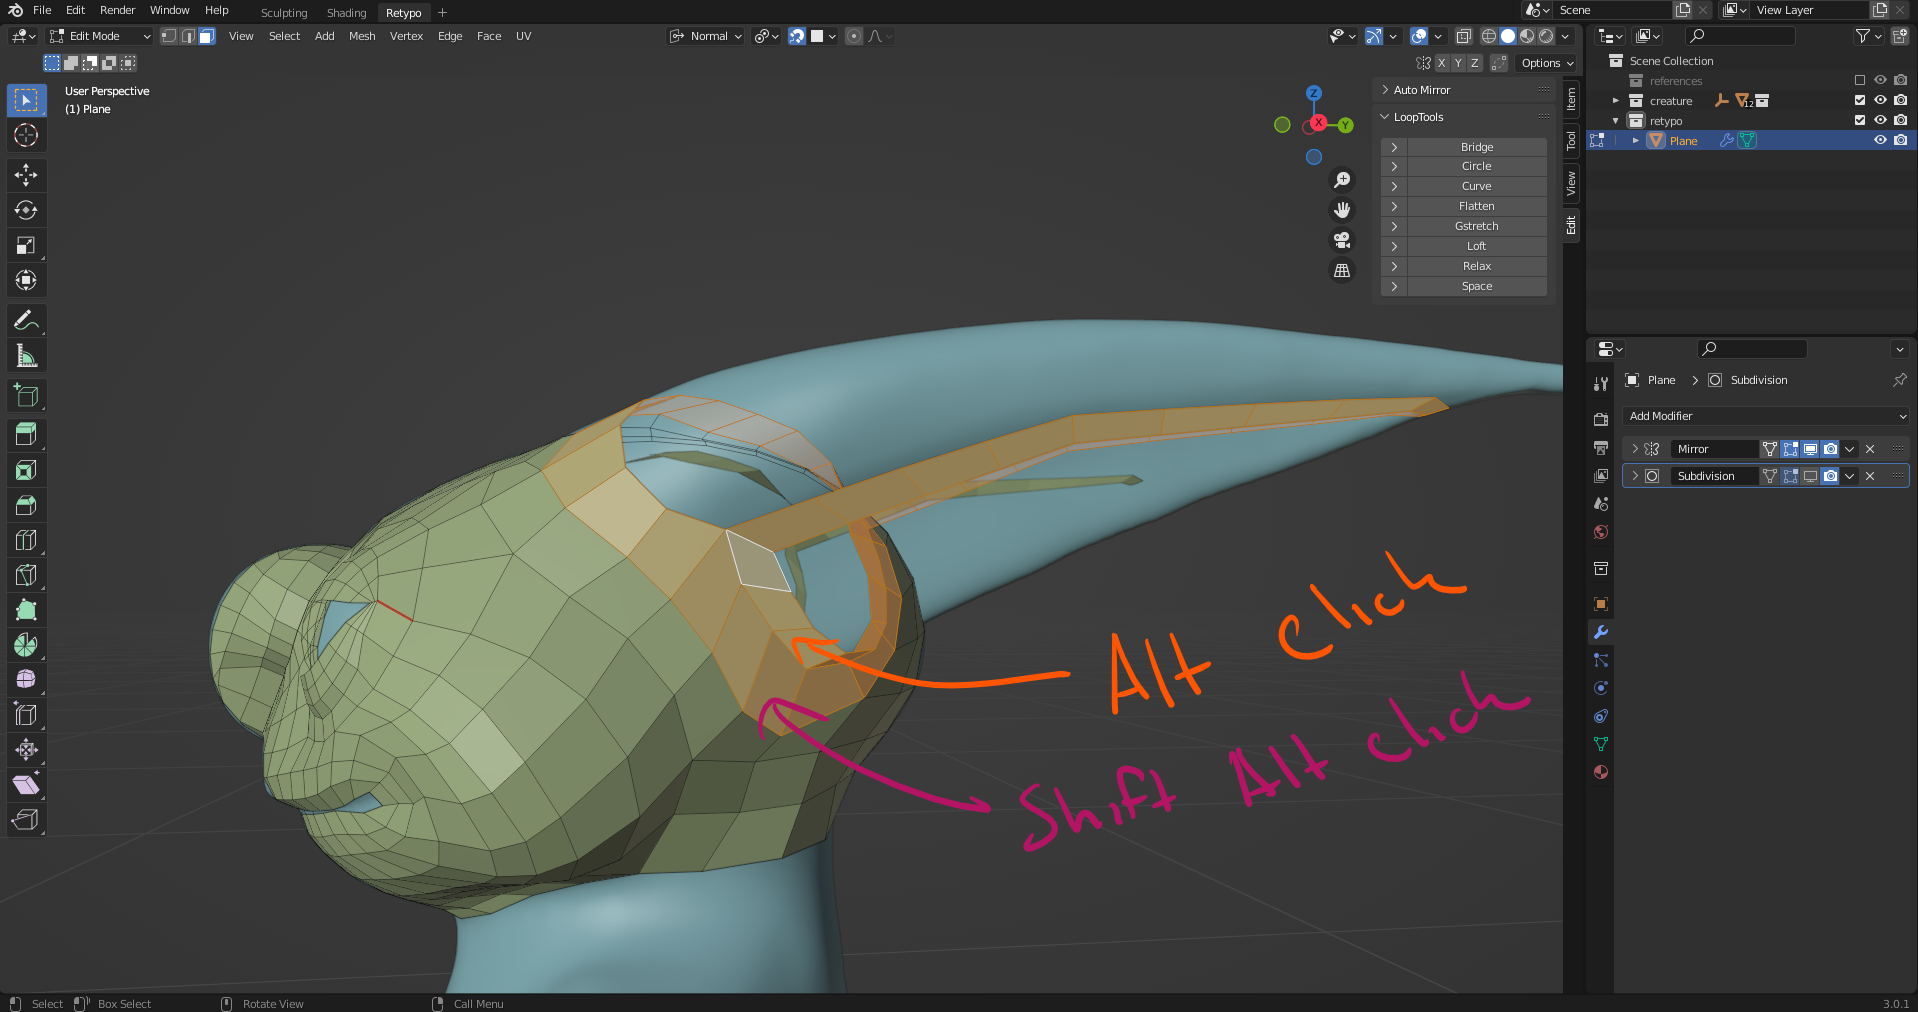 File Edit Render Window Help Sculpting Shading Retypo + Scene View Layer
Edit Mode View Select Add Mesh Vertex Edge Face UV Normal
X Y Z Options
User Perspective
(1) Plane
Z
X
Y
Auto Mirror
LoopTools
Bridge
Circle
Curve
Flatten
Gstretch
Loft
Relax
Space
Item
Tool
View
Edit
Scene Collection
references
creature 12
retypo
Plane
Plane > Subdivision
Add Modifier
Mirror
Subdivision
Alt click
Shift Alt click
Select Box Select Rotate View Call Menu 3.0.1